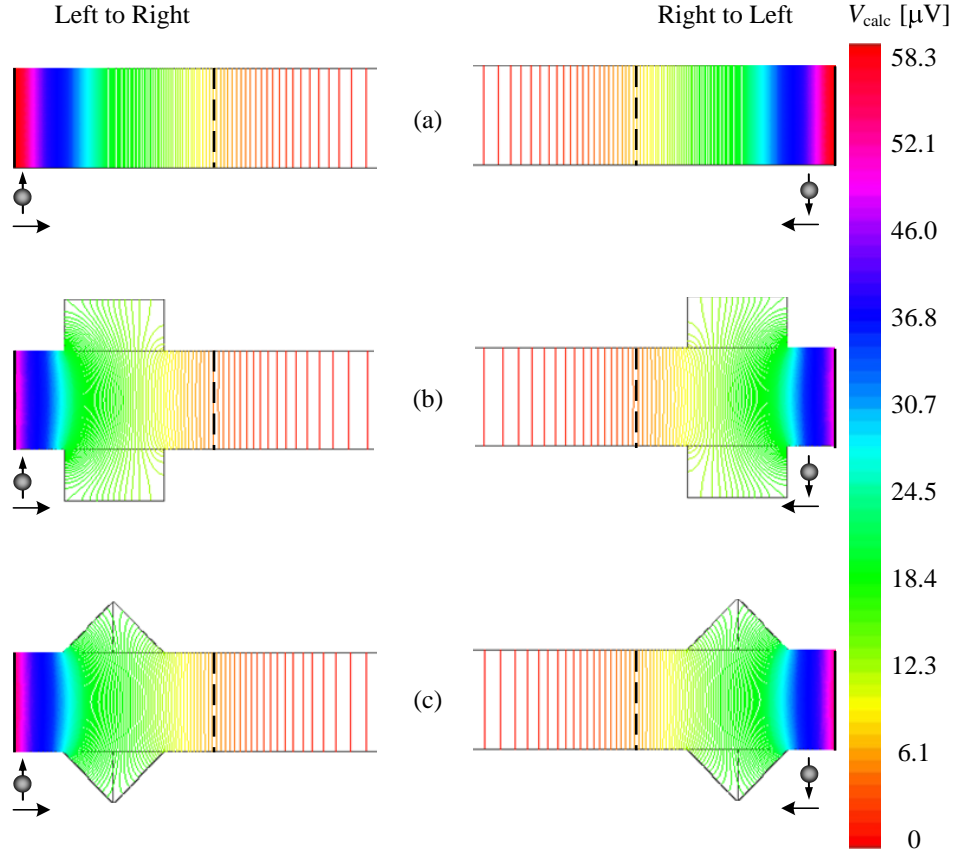 Left to Right
Right to Left
V_calc [μV]
58.3
(a)
52.1
46.0
36.8
(b)
30.7
24.5
18.4
12.3
(c)
6.1
0